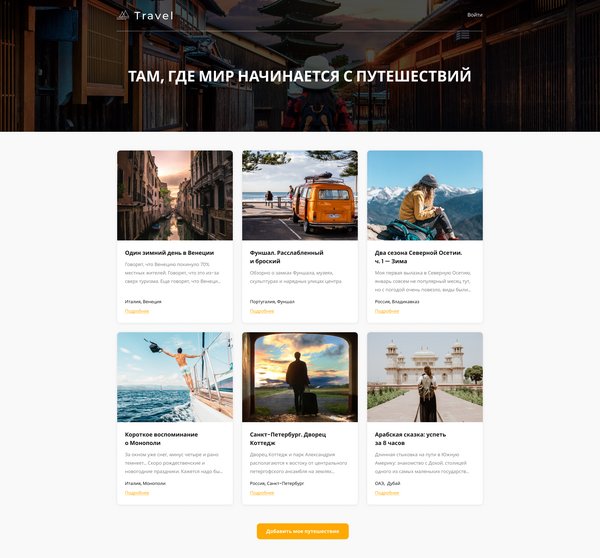 Travel
Войти
ТАМ, ГДЕ МИР НАЧИНАЕТСЯ С ПУТЕШЕСТВИЙ
Один зимний день в Венеции
Говорят, что Венецию покинуло 70%
местных жителей. Говорят, что это из-за
сверх туризма. Еще говорят, что Венеци...
Италия, Венеция
Подробнее
Фуншал. Расслабленный
и броский
Обзорно о замках Фуншала, музеях,
скульптурах и нарядных улицах центра.
Португалия, Фуншал
Подробнее
Два сезона Северной Осетии.
ч. 1 — Зима
Моя первая вылазка в Северную Осетию,
январь совсем не популярный месяц тут,
но с погодой очень повезло, виды были...
Россия, Владикавказ
Подробнее
Короткое воспоминание
о Монополи
За окном уже снег, минус четыре и рано
темнеет... Скоро рождественские и
новогодние праздники. Кажется надо бы...
Италия, Монополи
Подробнее
Санкт-Петербург. Дворец
Коттедж
Дворец Коттедж и парк Александрия
располагаются к востоку от центрального
петергофского ансамбля на землях...
Россия, Санкт-Петербург
Подробнее
Арабская сказка: успеть
за 8 часов
Длинная стыковка на пути в Южную
Америку: знакомство с Дохой, столицей
одного из самых маленьких государств...
ОАЭ, Дубай
Подробнее
Добавить мое путешествие